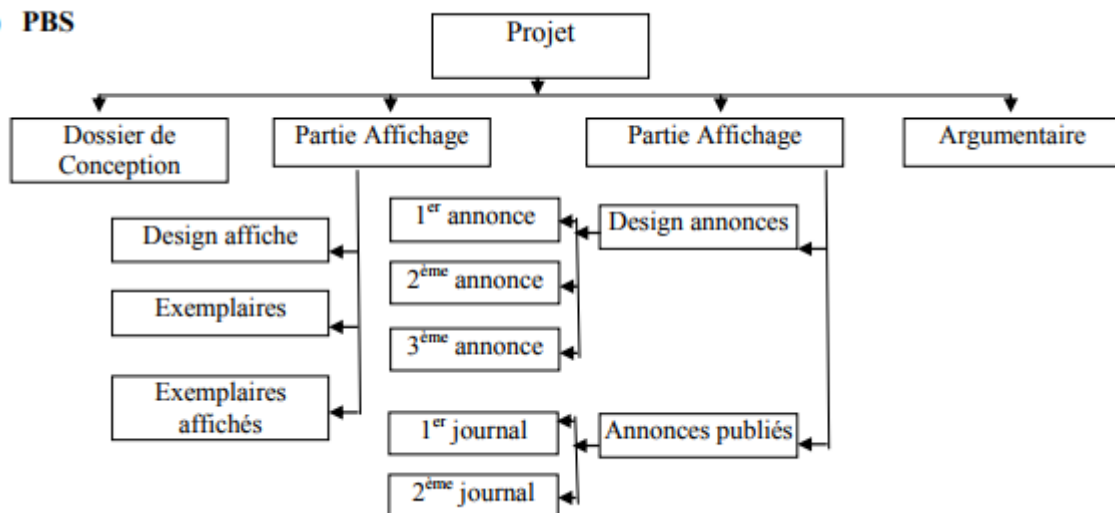 PBS
Projet
Dossier de
Conception
Partie Affichage
Partie Affichage
Argumentaire
Design affiche
Exemplaires
Exemplaires
affichés
1er annonce
2ème annonce
3ème annonce
Design annonces
1er journal
2ème journal
Annonces publiés